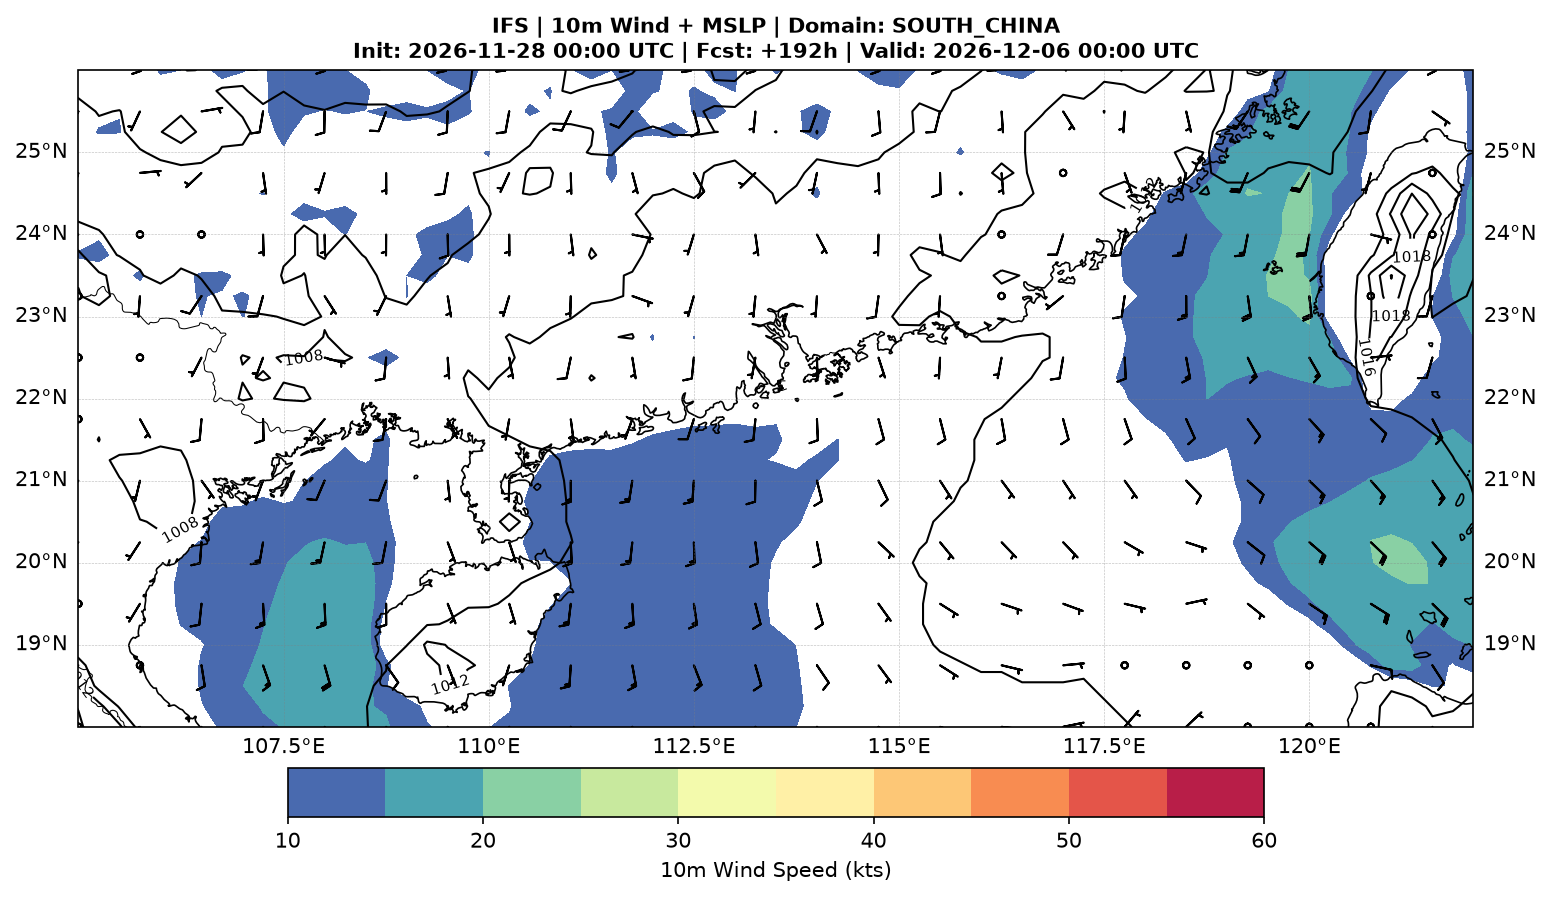 IFS | 10m Wind + MSLP | Domain: SOUTH_CHINA
Init: 2026-11-28 00:00 UTC | Fcst: +192h | Valid: 2026-12-06 00:00 UTC
25°N 25°N
24°N 24°N
1018
23°N 1018 23°N
1008
1016
22°N 22°N
21°N 21°N
1008
20°N 20°N
19°N 19°N
1012
107.5°E 110°E 112.5°E 115°E 117.5°E 120°E
10 20 30 40 50 60
10m Wind Speed (kts)